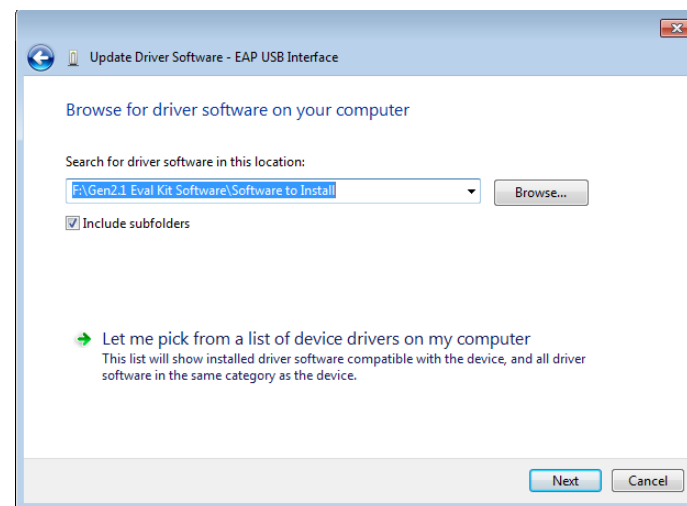 Update Driver Software - EAP USB Interface
Browse for driver software on your computer
Search for driver software in this location:
F:\Gen2.1 Eval Kit Software\Software to Install
Browse...
Include subfolders
Let me pick from a list of device drivers on my computer
This list will show installed driver software compatible with the device, and all driver
software in the same category as the device.
Next
Cancel